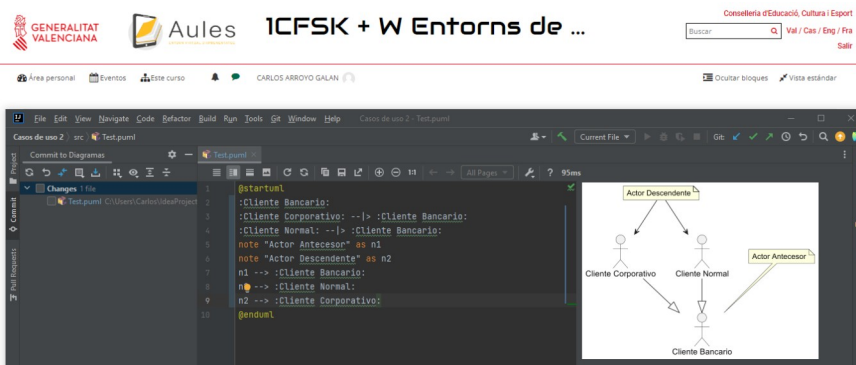 GENERALITAT
VALENCIANA
Aules
1CFSK + W Entorns de ...
Conselleria d'Educació, Cultura i Esport
Buscar
Val / Cas / Eng / Fra
Salir
Área personal
Eventos
Este curso
CARLOS ARROYO GALAN
Ocultar bloques
Vista estándar
File Edit View Navigate Code Refactor Build Run Tools Git Window Help Casos de uso 2 - Test.puml
Casos de uso 2 src Test.puml
Current File
Git:
Project
Commit
Pull Requests
Commit to Diagramas
Test.puml
1:1
All Pages
? 95ms
Changes 1 file
Test.puml C:\Users\Carlos\IdeaProject
1 @startuml
2 :Cliente Bancario:
3 :Cliente Corporativo: --|> :Cliente Bancario:
4 :Cliente Normal: --|> :Cliente Bancario:
5 note "Actor Antecesor" as n1
6 note "Actor Descendente" as n2
7 n1 --> :Cliente Bancario:
8 --> :Cliente Normal:
9 n2 --> :Cliente Corporativo:
10 @enduml
Actor Descendente
Actor Antecesor
Cliente Corporativo
Cliente Normal
Cliente Bancario